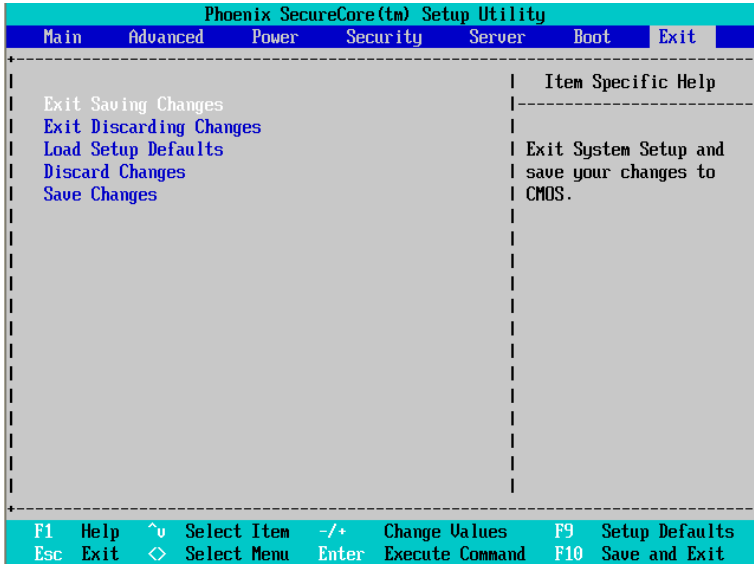 Phoenix SecureCore(tm) Setup Utility
Main Advanced Power Security Server Boot Exit
Item Specific Help
Exit Saving Changes
Exit Discarding Changes
Load Setup Defaults
Discard Changes
Save Changes
Exit System Setup and
save your changes to
CMOS.
F1 Help ^v Select Item -/+ Change Values F9 Setup Defaults
Esc Exit <> Select Menu Enter Execute Command F10 Save and Exit